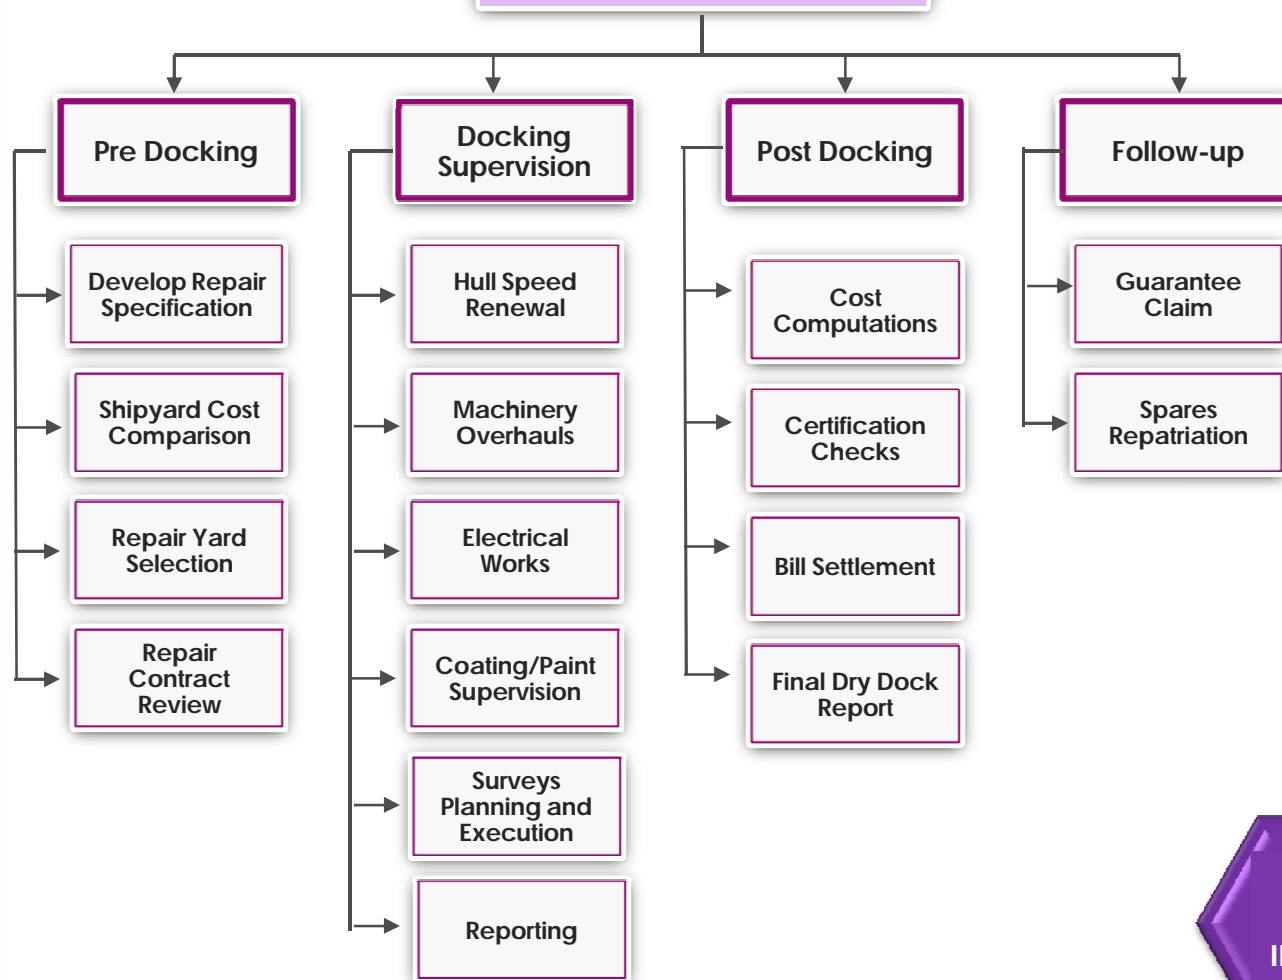 Pre Docking
Develop Repair
Specification
Shipyard Cost
Comparison
Repair Yard
Selection
Repair
Contract
Review
Docking
Supervision
Hull Speed
Renewal
Machinery
Overhauls
Electrical
Works
Coating/Paint
Supervision
Surveys
Planning and
Execution
Reporting
Post Docking
Cost
Computations
Certification
Checks
Bill Settlement
Final Dry Dock
Report
Follow-up
Guarantee
Claim
Spares
Repatriation